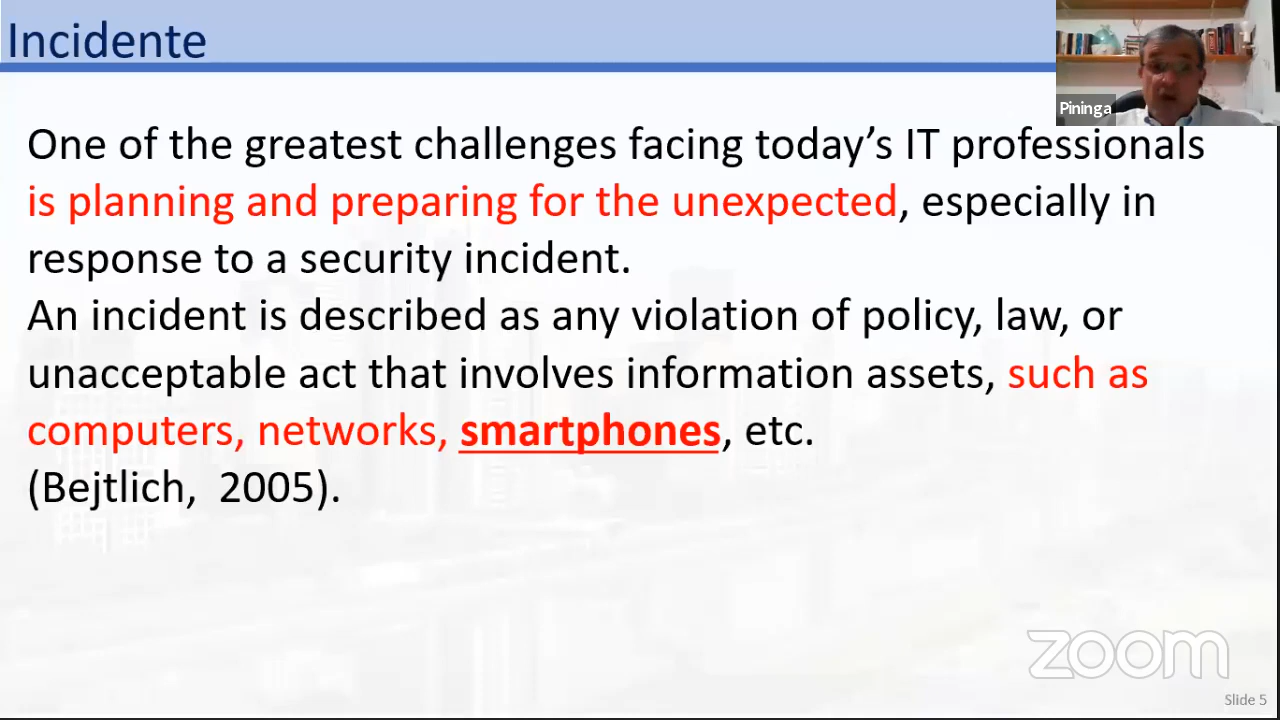 Incidente
Pininga
One of the greatest challenges facing today’s IT professionals
is planning and preparing for the unexpected, especially in
response to a security incident.
An incident is described as any violation of policy, law, or
unacceptable act that involves information assets, such as
computers, networks, smartphones, etc.
(Bejtlich,  2005).
zoom
Slide 5